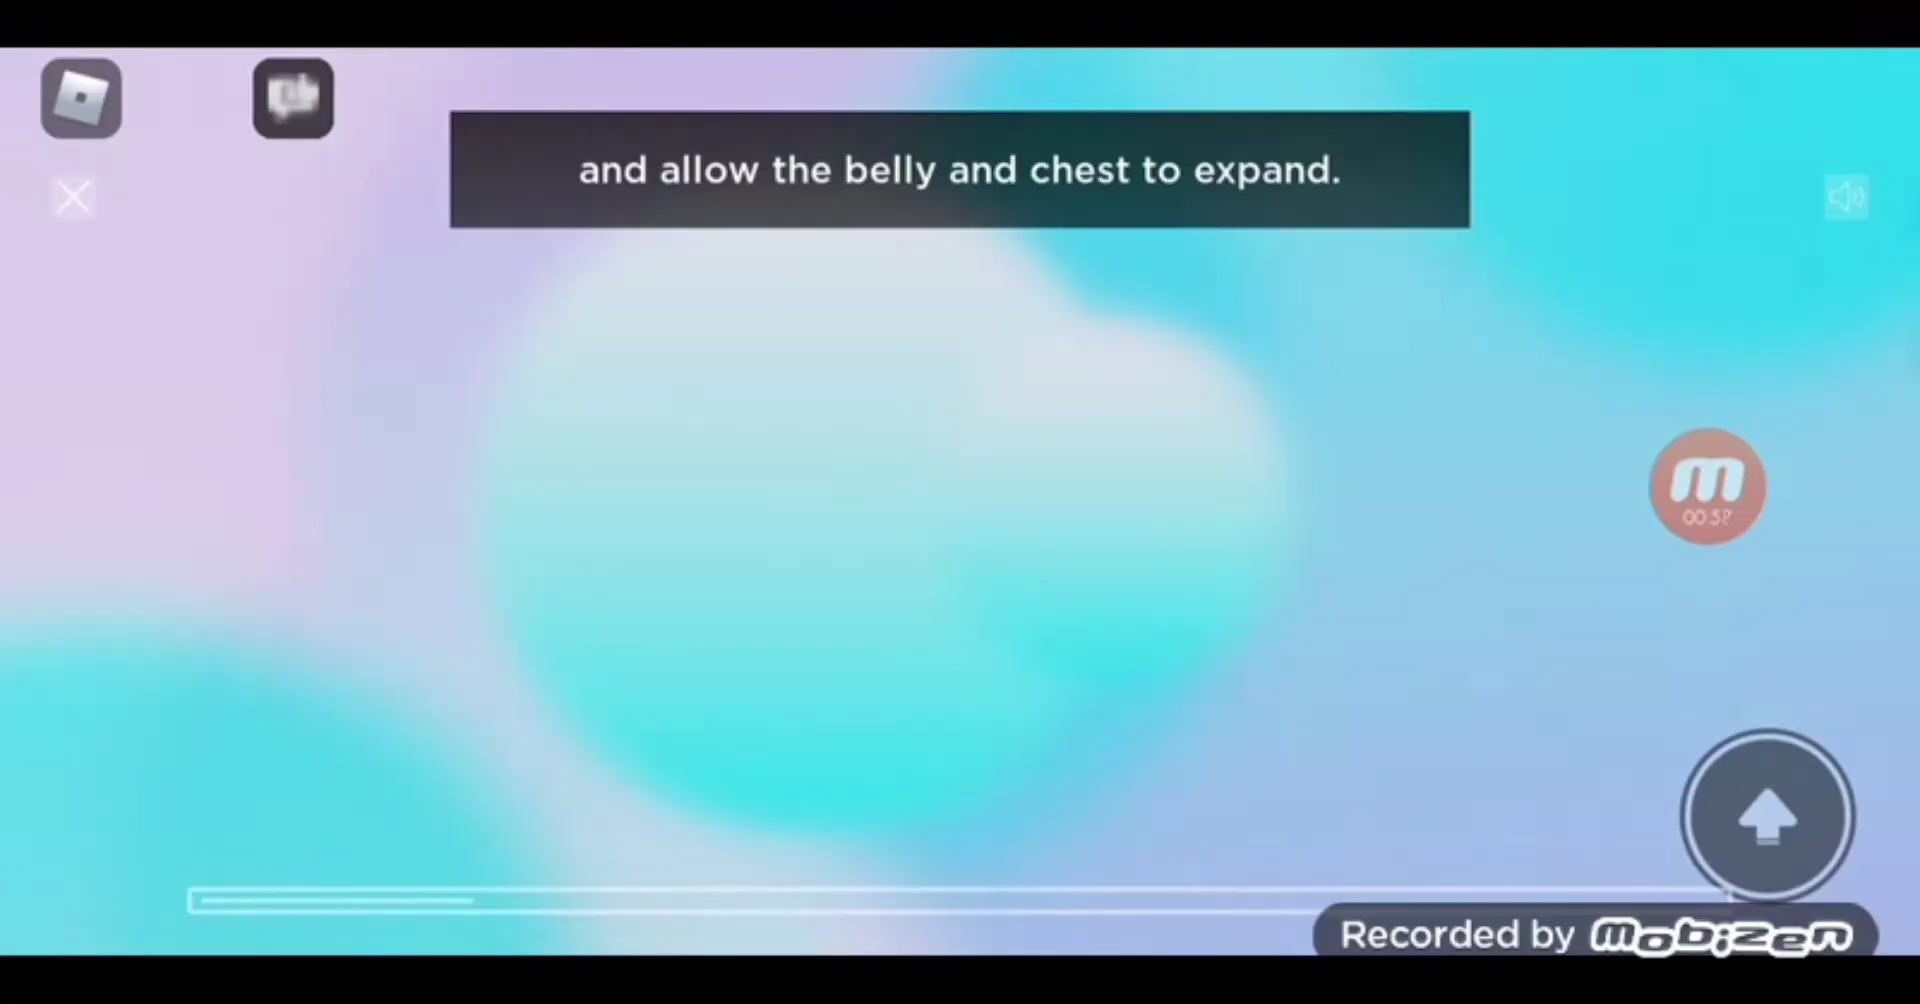 and allow the belly and chest to expand.
m
Recorded by mobizen